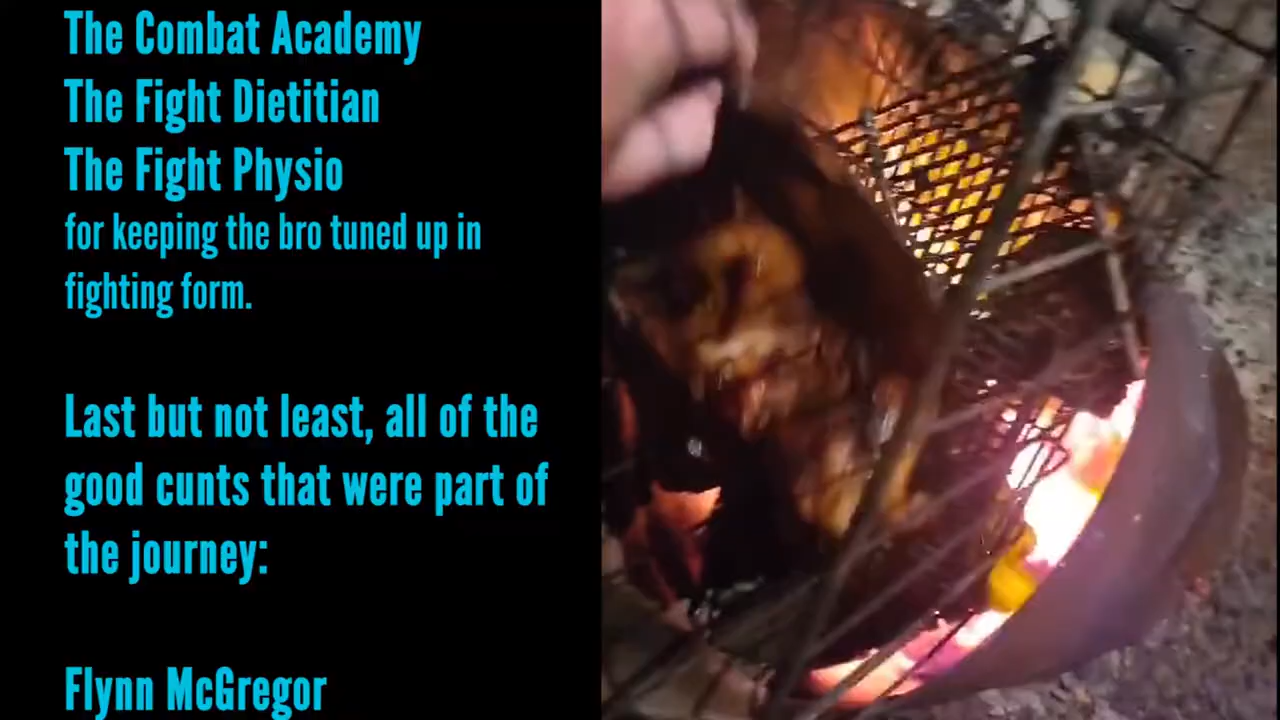 The Combat Academy
The Fight Dietitian
The Fight Physio
for keeping the bro tuned up in
fighting form.
Last but not least, all of the
good cunts that were part of
the journey:
Flynn McGregor